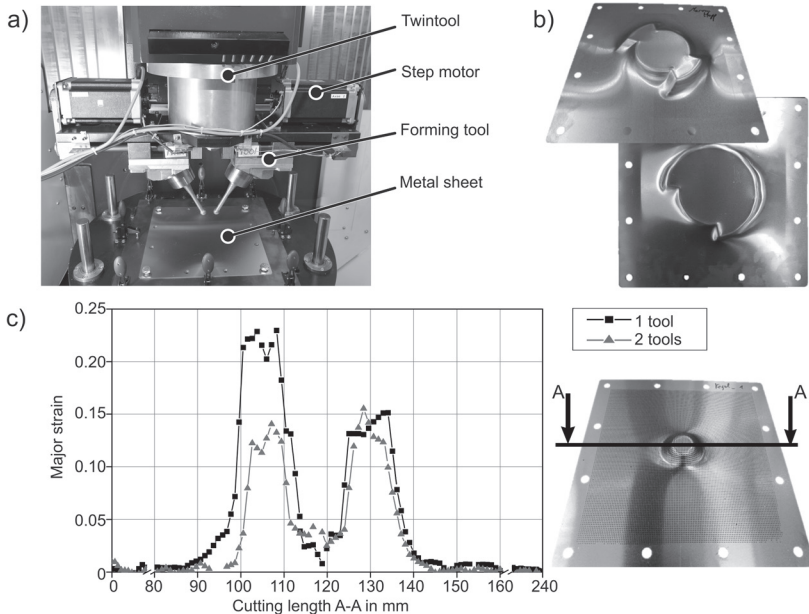 a)
Twintool
Step motor
Forming tool
Metal sheet
b)
c)
0.25
0.20
0.15
0.10
0.05
0
Major strain
0 80 90 100 110 120 130 140 150 160 240
Cutting length A-A in mm
1 tool
2 tools
A A